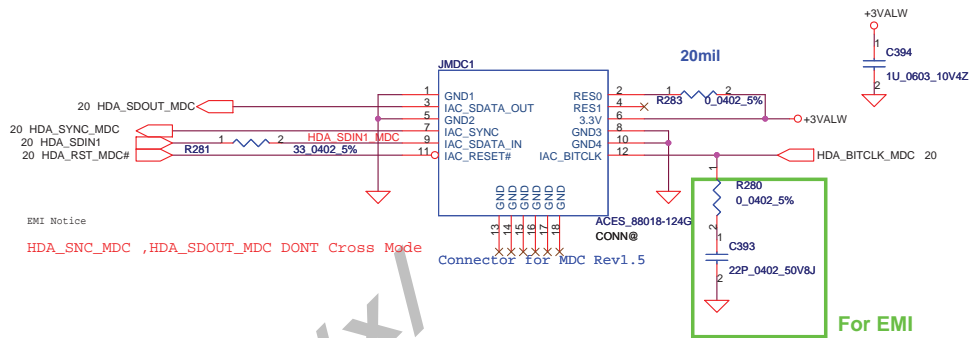 +3VALW
1
C394
1U_0603_10V4Z
2
20mil
JMDC1
1 GND1 RES0 2 1 2
20 HDA_SDOUT_MDC 3 IAC_SDATA_OUT RES1 4 R283 0_0402_5%
5 GND2 3.3V 6 +3VALW
20 HDA_SYNC_MDC 7 IAC_SYNC GND3 8
20 HDA_SDIN1 1 2 HDA_SDIN1_MDC 9 IAC_SDATA_IN GND4 10
20 HDA_RST_MDC# R281 33_0402_5% 11 IAC_RESET# IAC_BITCLK 12 HDA_BITCLK_MDC 20
1
R280
0_0402_5%
2
GND GND GND GND GND GND
13 14 15 16 17 18
ACES_88018-124G
CONN@
EMI Notice
HDA_SNC_MDC ,HDA_SDOUT_MDC DONT Cross Mode
Connector for MDC Rev1.5
1
C393
22P_0402_50V8J
2
For EMI